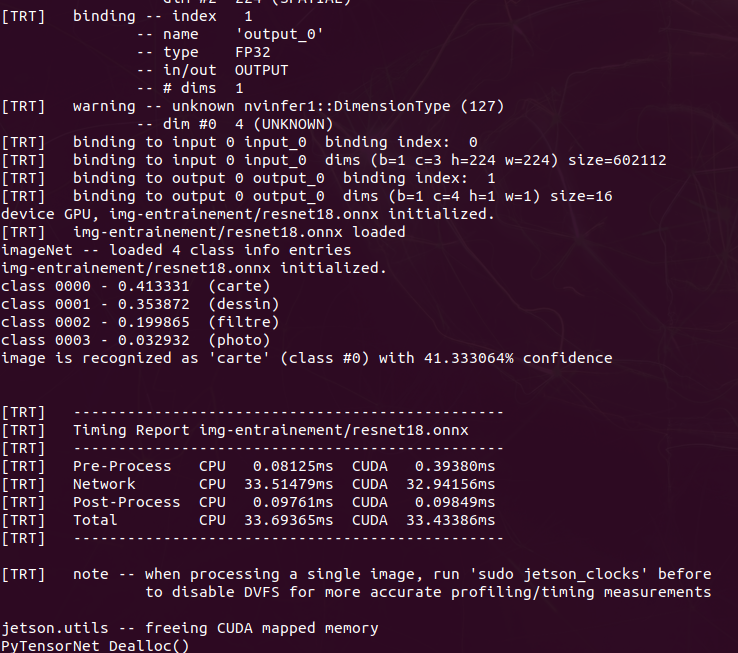 -- dim #2  224 (SPATIAL)
[TRT]   binding -- index   1
               -- name    'output_0'
               -- type    FP32
               -- in/out  OUTPUT
               -- # dims  1
[TRT]   warning -- unknown nvinfer1::DimensionType (127)
               -- dim #0  4 (UNKNOWN)
[TRT]   binding to input 0 input_0  binding index:  0
[TRT]   binding to input 0 input_0  dims (b=1 c=3 h=224 w=224) size=602112
[TRT]   binding to output 0 output_0  binding index:  1
[TRT]   binding to output 0 output_0  dims (b=1 c=4 h=1 w=1) size=16
device GPU, img-entrainement/resnet18.onnx initialized.
[TRT]   img-entrainement/resnet18.onnx loaded
imageNet -- loaded 4 class info entries
img-entrainement/resnet18.onnx initialized.
class 0000 - 0.413331  (carte)
class 0001 - 0.353872  (dessin)
class 0002 - 0.199865  (filtre)
class 0003 - 0.032932  (photo)
image is recognized as 'carte' (class #0) with 41.333064% confidence
[TRT]   ------------------------------------------------
[TRT]   Timing Report img-entrainement/resnet18.onnx
[TRT]   ------------------------------------------------
[TRT]   Pre-Process   CPU   0.08125ms  CUDA   0.39380ms
[TRT]   Network       CPU  33.51479ms  CUDA  32.94156ms
[TRT]   Post-Process  CPU   0.09761ms  CUDA   0.09849ms
[TRT]   Total         CPU  33.69365ms  CUDA  33.43386ms
[TRT]   ------------------------------------------------
[TRT]   note -- when processing a single image, run 'sudo jetson_clocks' before
                to disable DVFS for more accurate profiling/timing measurements
jetson.utils -- freeing CUDA mapped memory
PyTensorNet_Dealloc()